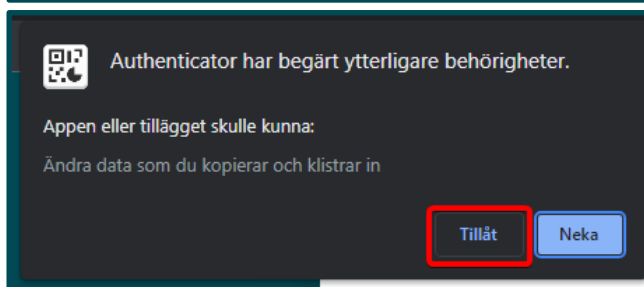 Authenticator har begärt ytterligare behörigheter.
Appen eller tillägget skulle kunna:
Ändra data som du kopierar och klistrar in
Tillåt
Neka